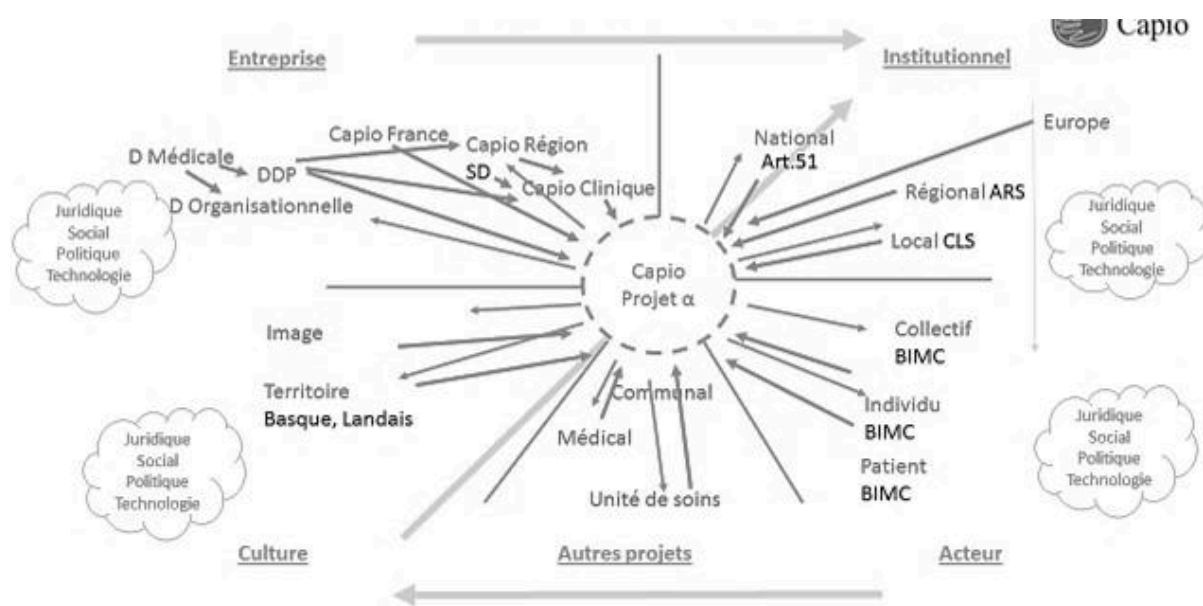 Capio
Entreprise
Institutionnel
Capio France
Capio Région
National
Art.51
Europe
D Médicale
DDP
SD
Capio Clinique
D Organisationnelle
Régional ARS
Local CLS
Juridique
Social
Politique
Technologie
Juridique
Social
Politique
Technologie
Capio
Projet α
Image
Collectif
BIMC
Territoire
Basque, Landais
Communal
Médical
Individu
BIMC
Patient
BIMC
Unité de soins
Juridique
Social
Politique
Technologie
Juridique
Social
Politique
Technologie
Culture
Autres projets
Acteur